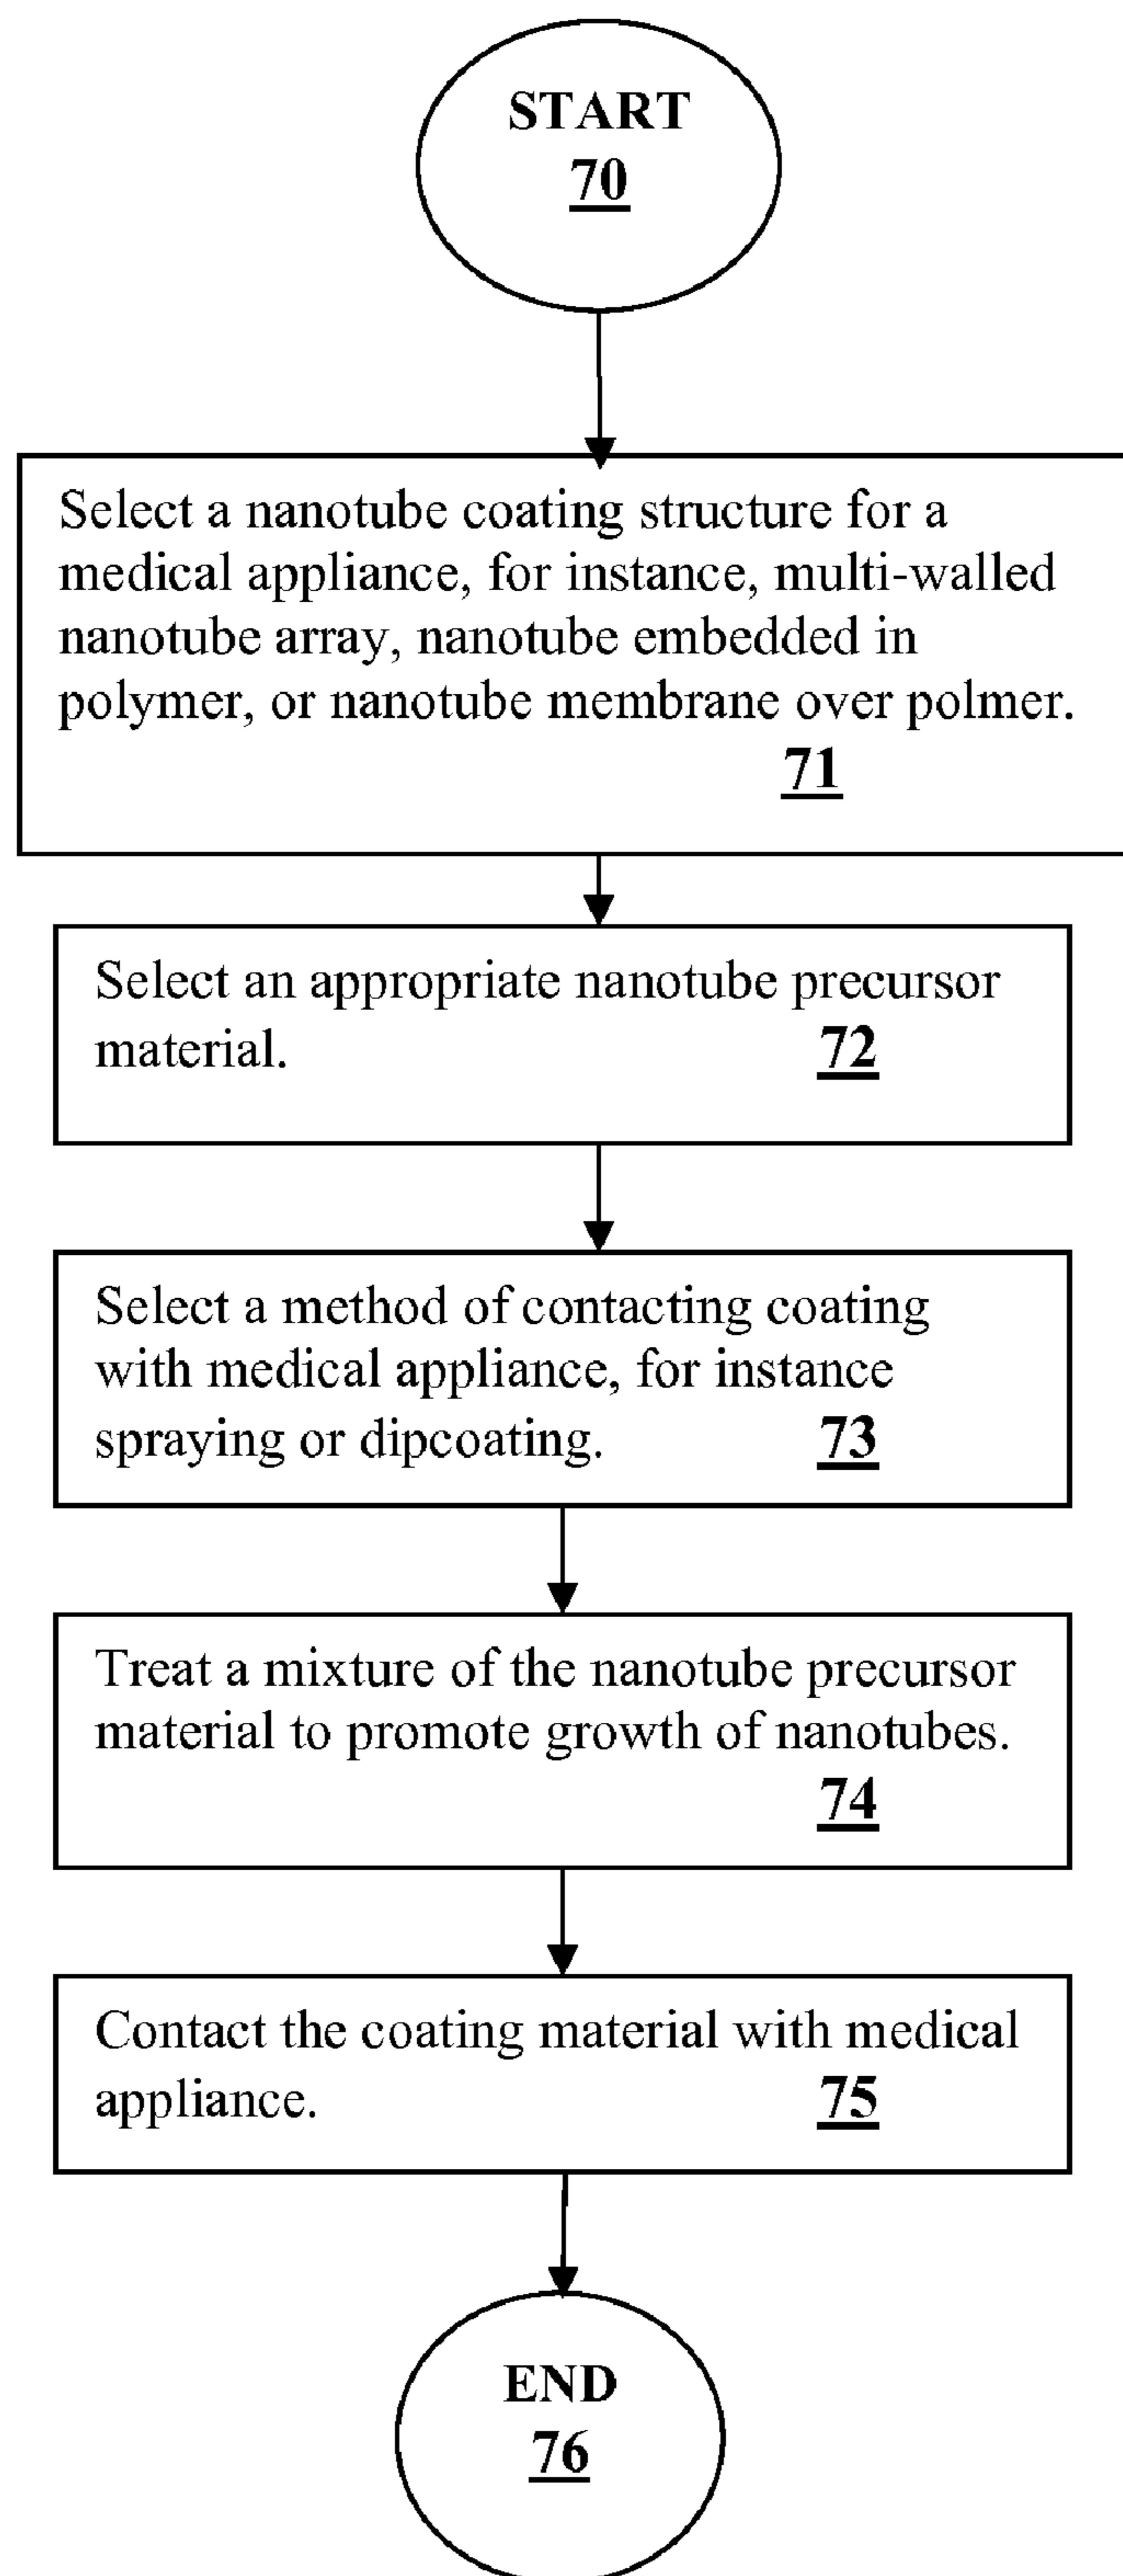 START
70
Select a nanotube coating structure for a
medical appliance, for instance, multi-walled
nanotube array, nanotube embedded in
polymer, or nanotube membrane over polmer.
71
Select an appropriate nanotube precursor
material. 72
Select a method of contacting coating
with medical appliance, for instance
spraying or dipcoating. 73
Treat a mixture of the nanotube precursor
material to promote growth of nanotubes.
74
Contact the coating material with medical
appliance. 75
END
76